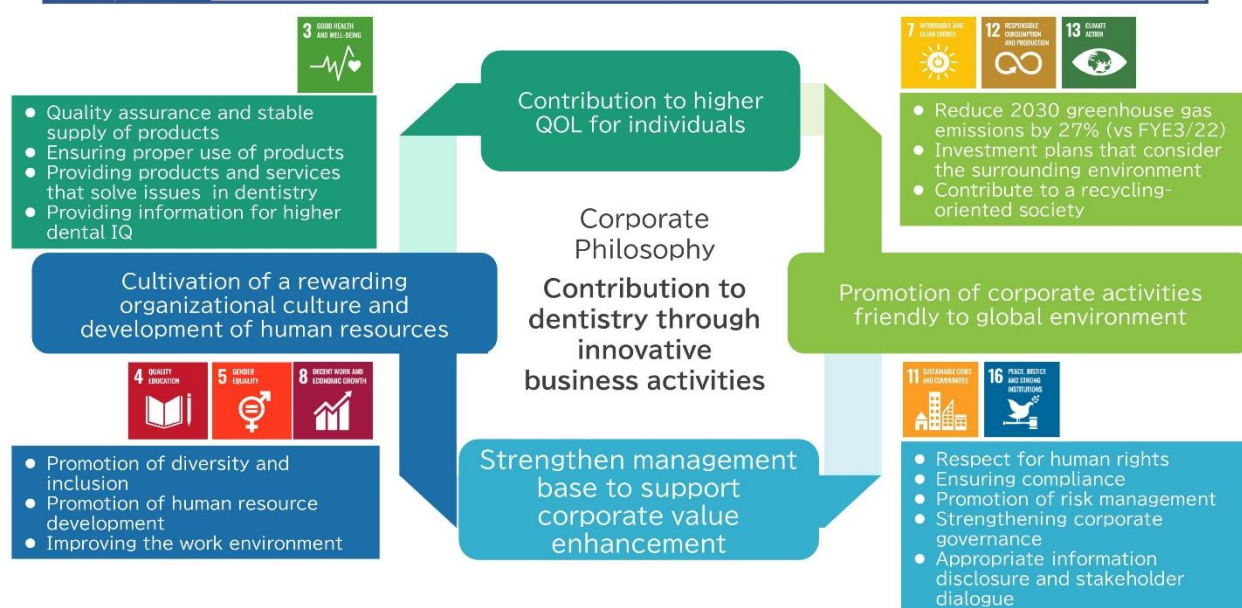 3 GOOD HEALTH
AND WELL-BEING
● Quality assurance and stable
supply of products
● Ensuring proper use of products
● Providing products and services
that solve issues in dentistry
● Providing information for higher
dental IQ
Contribution to higher
QOL for individuals
7 AFFORDABLE AND
CLEAN ENERGY
12 RESPONSIBLE
CONSUMPTION
AND PRODUCTION
13 CLIMATE
ACTION
● Reduce 2030 greenhouse gas
emissions by 27% (vs FYE3/22)
● Investment plans that consider
the surrounding environment
● Contribute to a recycling-
oriented society
Corporate
Philosophy
Contribution to
dentistry through
innovative
business activities
Cultivation of a rewarding
organizational culture and
development of human resources
Promotion of corporate activities
friendly to global environment
4 QUALITY
EDUCATION
5 GENDER
EQUALITY
8 DECENT WORK AND
ECONOMIC GROWTH
● Promotion of diversity and
inclusion
● Promotion of human resource
development
● Improving the work environment
Strengthen management
base to support
corporate value
enhancement
11 SUSTAINABLE CITIES
AND COMMUNITIES
16 PEACE, JUSTICE
AND STRONG
INSTITUTIONS
● Respect for human rights
● Ensuring compliance
● Promotion of risk management
● Strengthening corporate
governance
● Appropriate information
disclosure and stakeholder
dialogue